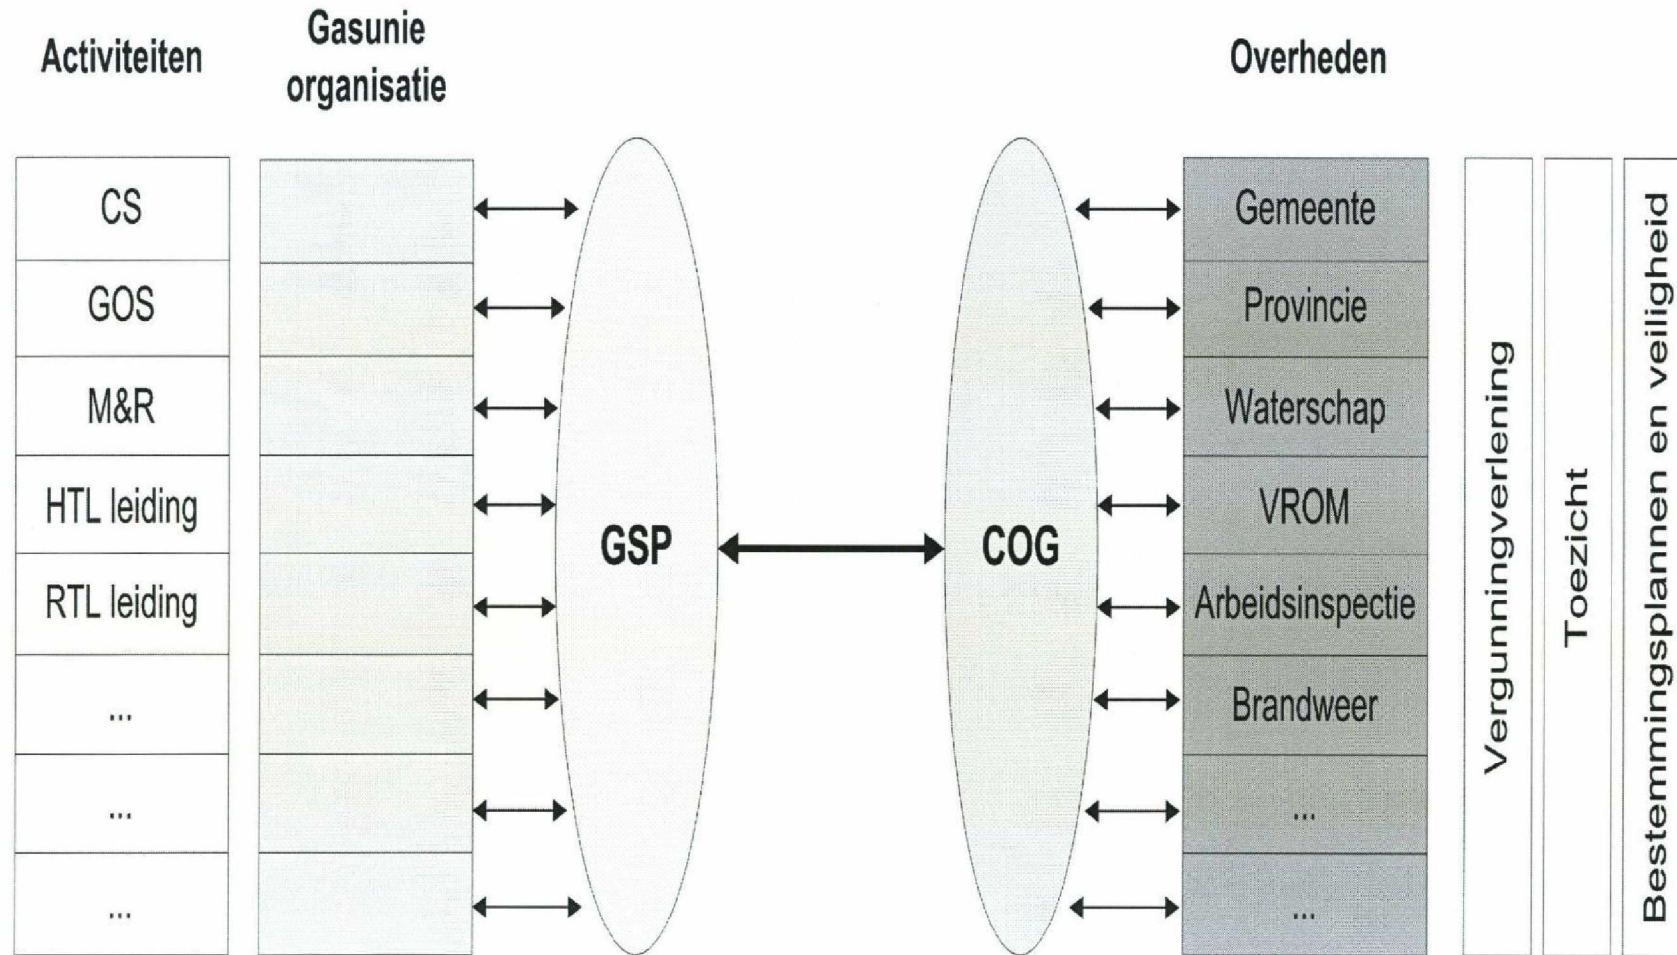 Activiteiten
Gasunie
organisatie
Overheden
CS
GOS
M&R
HTL leiding
RTL leiding
...
...
...
GSP
COG
Gemeente
Provincie
Waterschap
VROM
Arbeidsinspectie
Brandweer
...
...
Vergunningverlening
Toezicht
Bestemmingsplannen en veiligheid